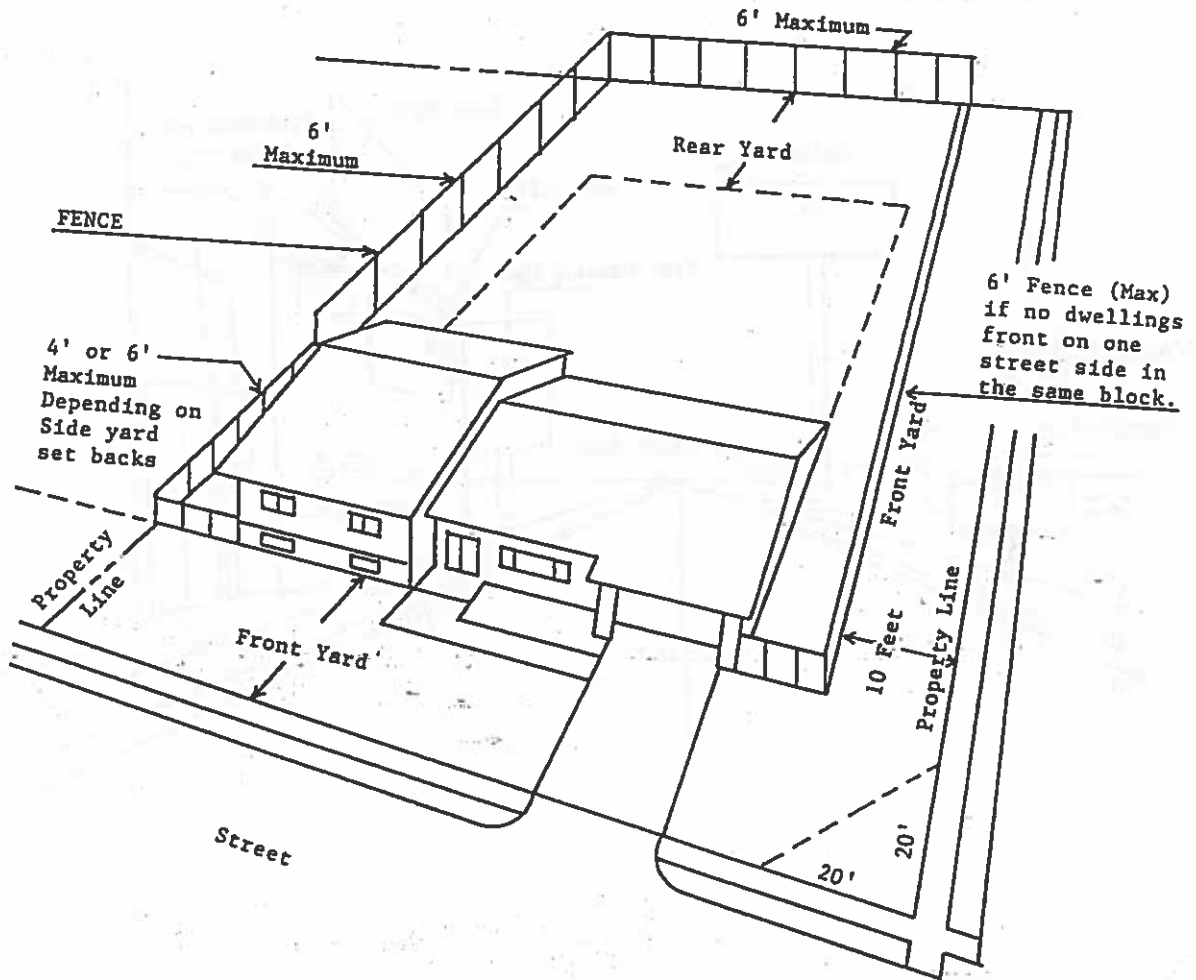 6' Maximum
6'
Maximum
Rear Yard
FENCE
6' Fence (Max)
if no dwellings
front on one
street side in
the same block.
4' or 6'
Maximum
Depending on
Side yard
set backs
Front Yard
Property
Line
Front Yard
10 Feet
Property Line
20'
20'
Street